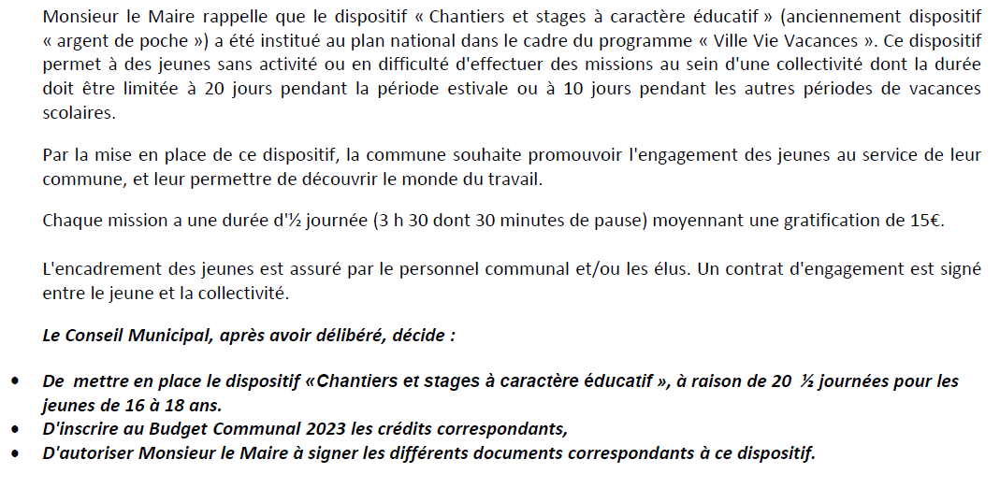 Monsieur le Maire rappelle que le dispositif « Chantiers et stages à caractère éducatif » (anciennement dispositif
« argent de poche ») a été institué au plan national dans le cadre du programme « Ville Vie Vacances ». Ce dispositif
permet à des jeunes sans activité ou en difficulté d'effectuer des missions au sein d'une collectivité dont la durée
doit être limitée à 20 jours pendant la période estivale ou à 10 jours pendant les autres périodes de vacances
scolaires.
Par la mise en place de ce dispositif, la commune souhaite promouvoir l'engagement des jeunes au service de leur
commune, et leur permettre de découvrir le monde du travail.
Chaque mission a une durée d'½ journée (3 h 30 dont 30 minutes de pause) moyennant une gratification de 15€.
L'encadrement des jeunes est assuré par le personnel communal et/ou les élus. Un contrat d'engagement est signé
entre le jeune et la collectivité.
Le Conseil Municipal, après avoir délibéré, décide :
• De mettre en place le dispositif «Chantiers et stages à caractère éducatif », à raison de 20 ½ journées pour les
jeunes de 16 à 18 ans.
• D'inscrire au Budget Communal 2023 les crédits correspondants,
• D'autoriser Monsieur le Maire à signer les différents documents correspondants à ce dispositif.